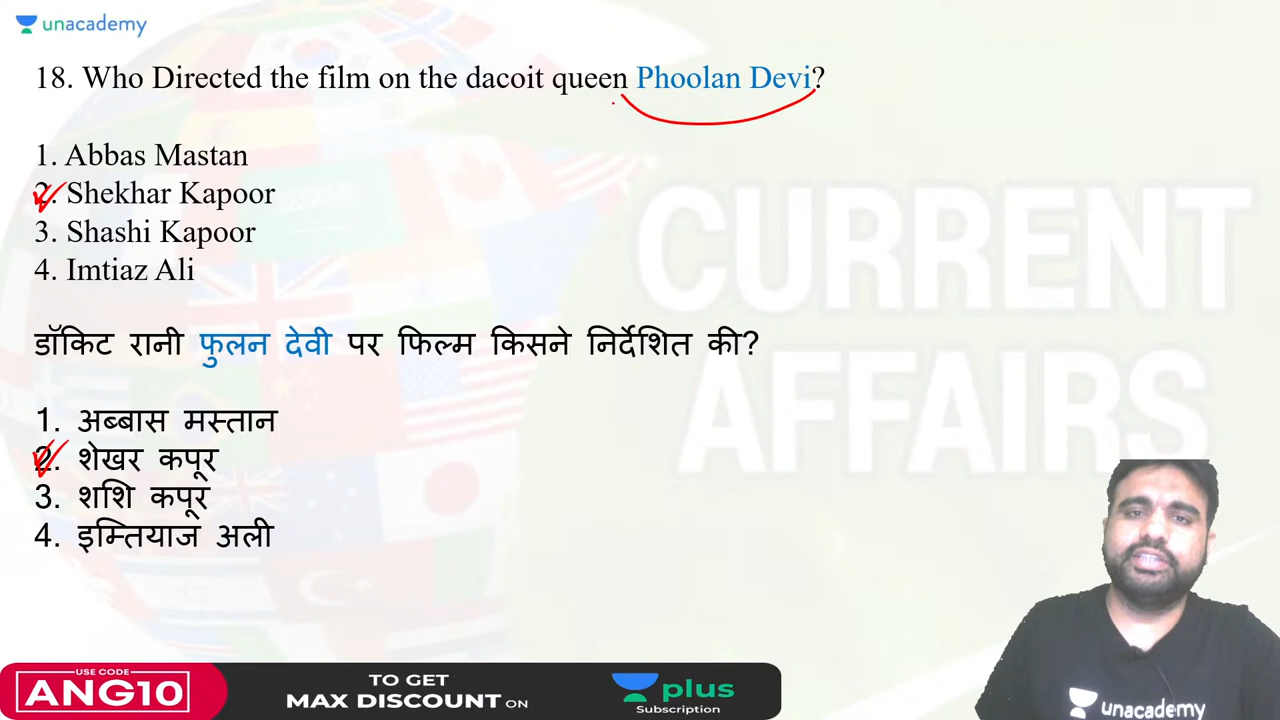 unacademy
18. Who Directed the film on the dacoit queen Phoolan Devi?
1. Abbas Mastan
2. Shekhar Kapoor
3. Shashi Kapoor
4. Imtiaz Ali
डॉकिट रानी फुलन देवी पर फिल्म किसने निर्देशित की?
1. अब्बास मस्तान
2. शेखर कपूर
3. शशि कपूर
4. इम्तियाज अली
CURRENT
AFFAIRS
USE CODE
ANG10
TO GET
MAX DISCOUNT ON
plus
Subscription
unacademy